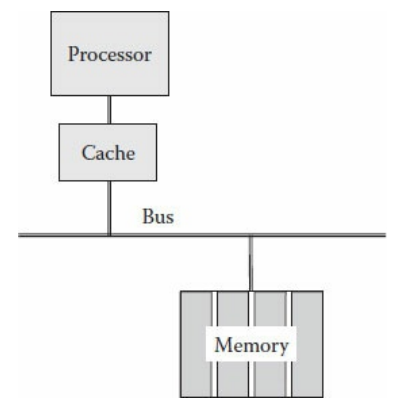 Processor
Cache
Bus
Memory